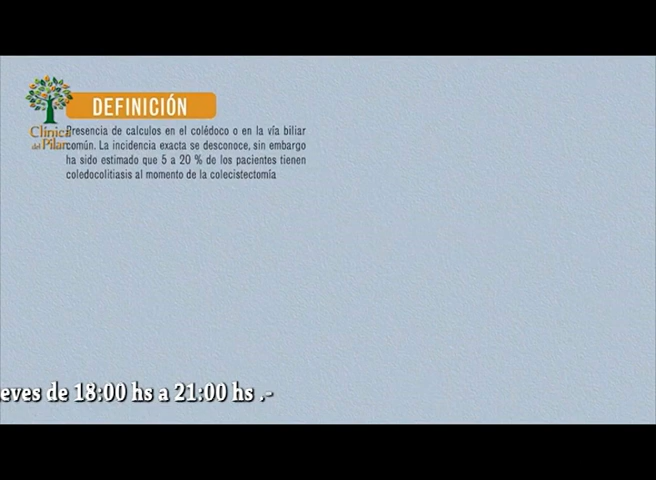 DEFINICIÓN
Clínica
del Pilar
Presencia de calculos en el colédoco o en la vía biliar
común. La incidencia exacta se desconoce, sin embargo
ha sido estimado que 5 a 20 % de los pacientes tienen
coledocolitiasis al momento de la colecistectomía
eves de 18:00 hs a 21:00 hs .-